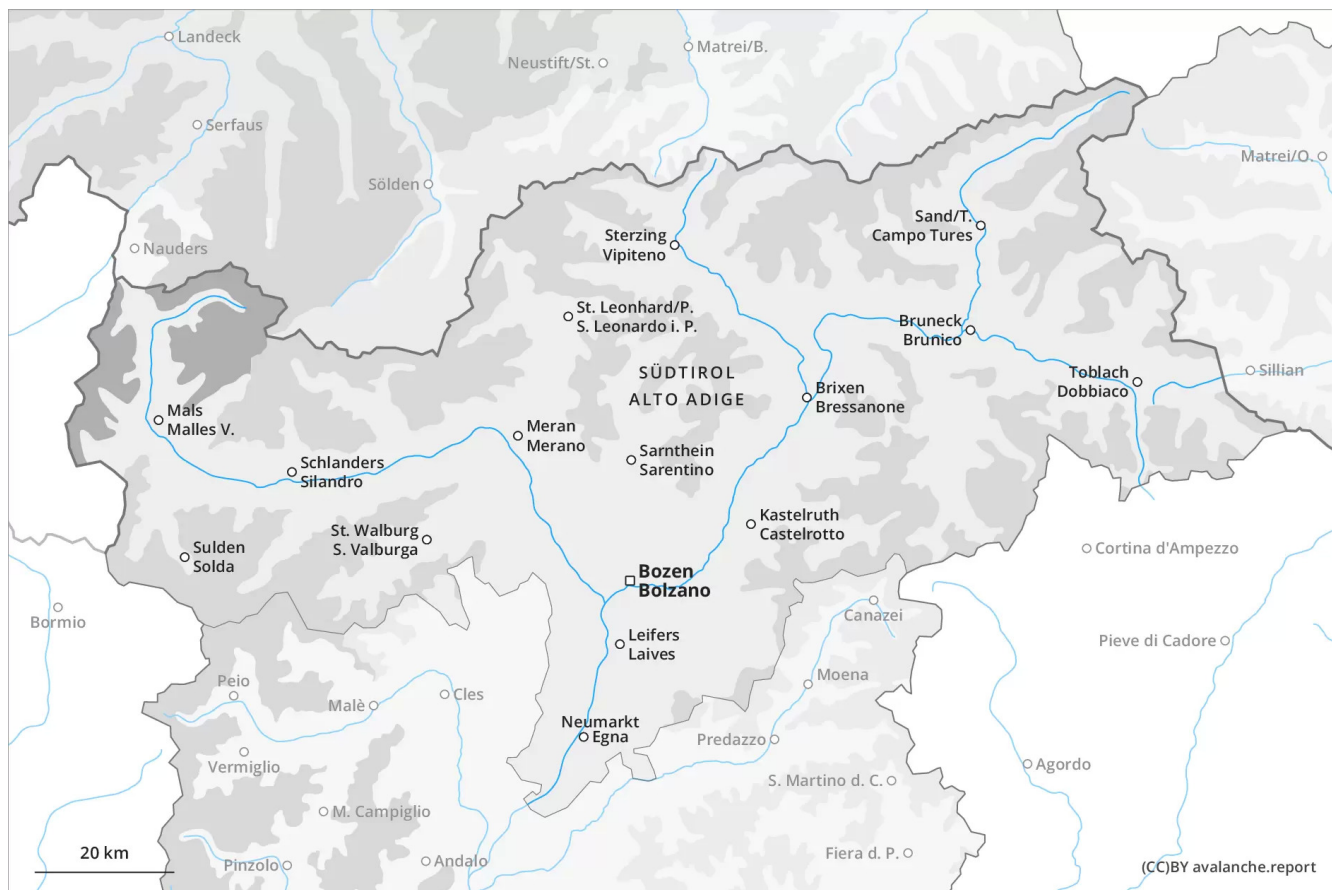 Landeck
Matrei/B.
Neustift/St.
Serfaus
Matrei/O.
Sölden
Sand/T.
Campo Tures
Nauders
Sterzing
Vipiteno
St. Leonhard/P.
S. Leonardo i. P.
Bruneck
Brunico
SÜDTIROL
ALTO ADIGE
Toblach
Dobbiaco
Sillian
Brixen
Bressanone
Mals
Malles V.
Meran
Merano
Sarnthein
Sarentino
Schlanders
Silandro
Kastelruth
Castelrotto
St. Walburg
S. Valburga
Sulden
Solda
Cortina d'Ampezzo
Bozen
Bolzano
Bormio
Canazei
Leifers
Laives
Pieve di Cadore
Peio
Moena
Malè
Cles
Neumarkt
Egna
Predazzo
Vermiglio
Agordo
S. Martino d. C.
M. Campiglio
20 km
Fiera d. P.
Pinzolo
Andalo
(CC)BY avalanche.report